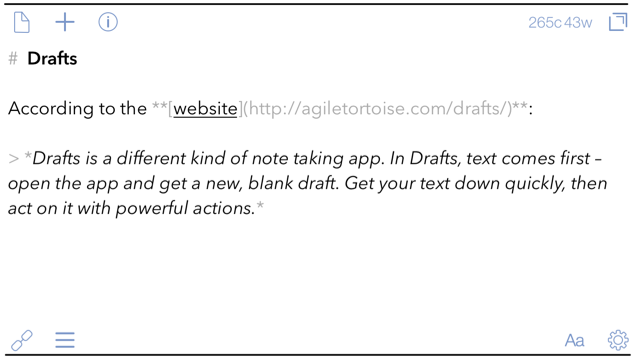 265c 43w
# Drafts
According to the **[website](http://agiletortoise.com/drafts/)**:
> *Drafts is a different kind of note taking app. In Drafts, text comes first –
open the app and get a new, blank draft. Get your text down quickly, then
act on it with powerful actions.*
Aa